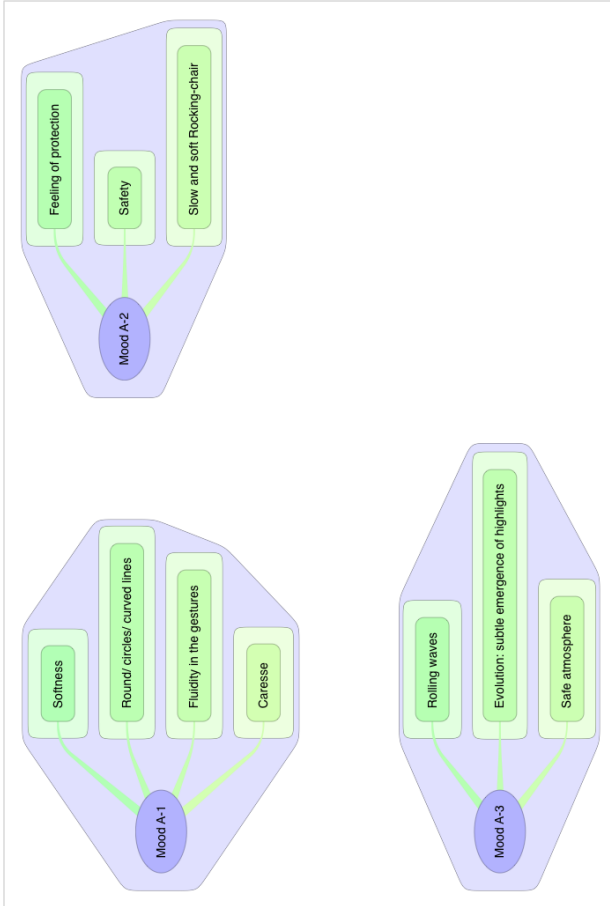 Mood A-1
Softness
Round/ circles/ curved lines
Fluidity in the gestures
Caresse
Mood A-2
Feeling of protection
Safety
Slow and soft Rocking-chair
Mood A-3
Rolling waves
Evolution: subtle emergence of highlights
Safe atmosphere